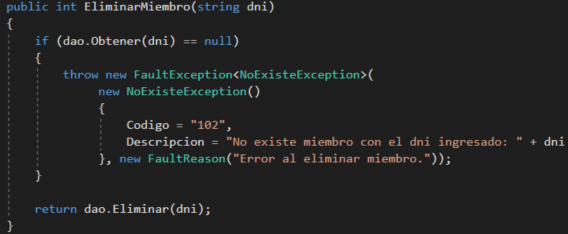 public int EliminarMiembro(string dni)
{
if (dao.Obtener(dni) == null)
{
throw new FaultException<NoExisteException>(
new NoExisteException()
{
Codigo = "102",
Descripcion = "No existe miembro con el dni ingresado: " + dni
}, new FaultReason("Error al eliminar miembro."));
}
return dao.Eliminar(dni);
}